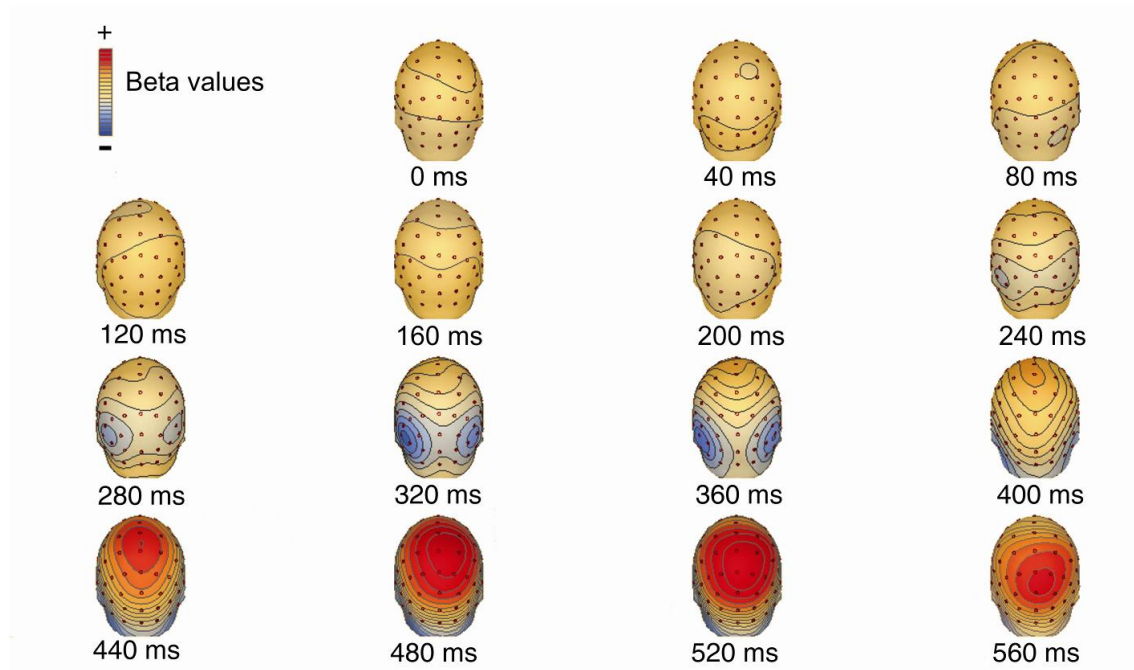 +
Beta values
-
0 ms
40 ms
80 ms
120 ms
160 ms
200 ms
240 ms
280 ms
320 ms
360 ms
400 ms
440 ms
480 ms
520 ms
560 ms